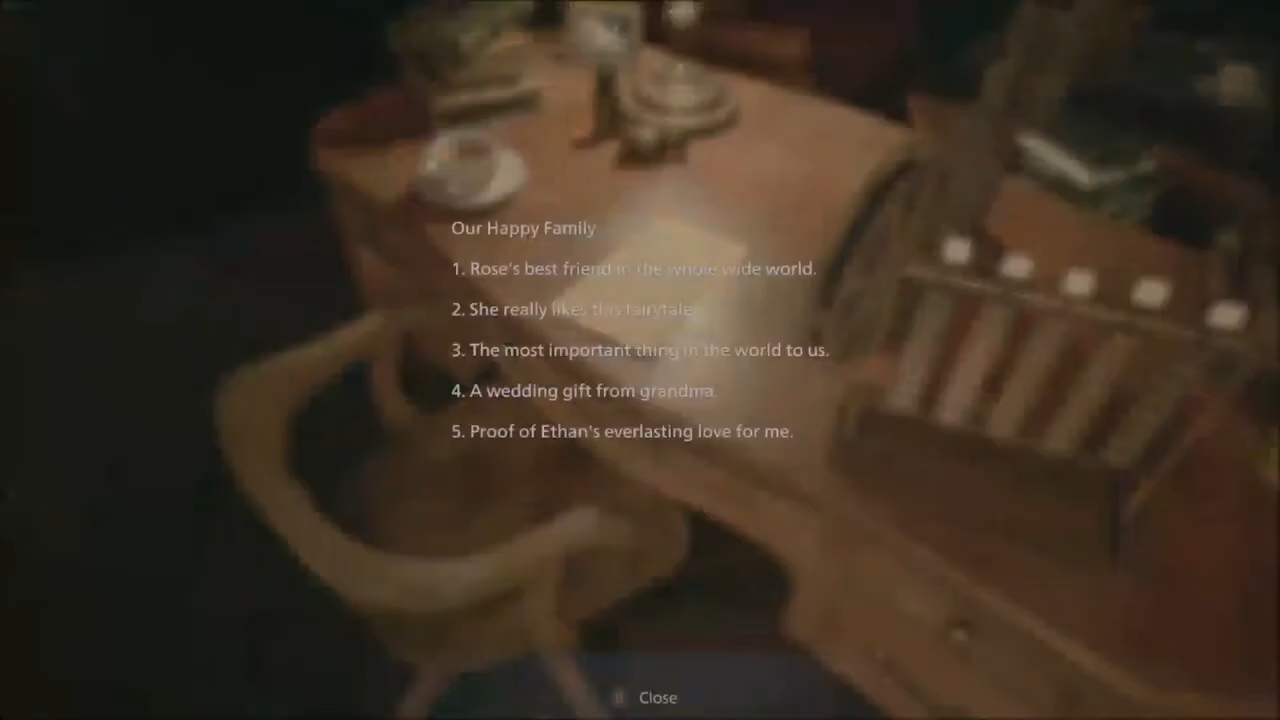 Our Happy Family
1. Rose's best friend in the whole wide world.
2. She really likes this fairytale.
3. The most important thing in the world to us.
4. A wedding gift from grandma.
5. Proof of Ethan's everlasting love for me.
Close